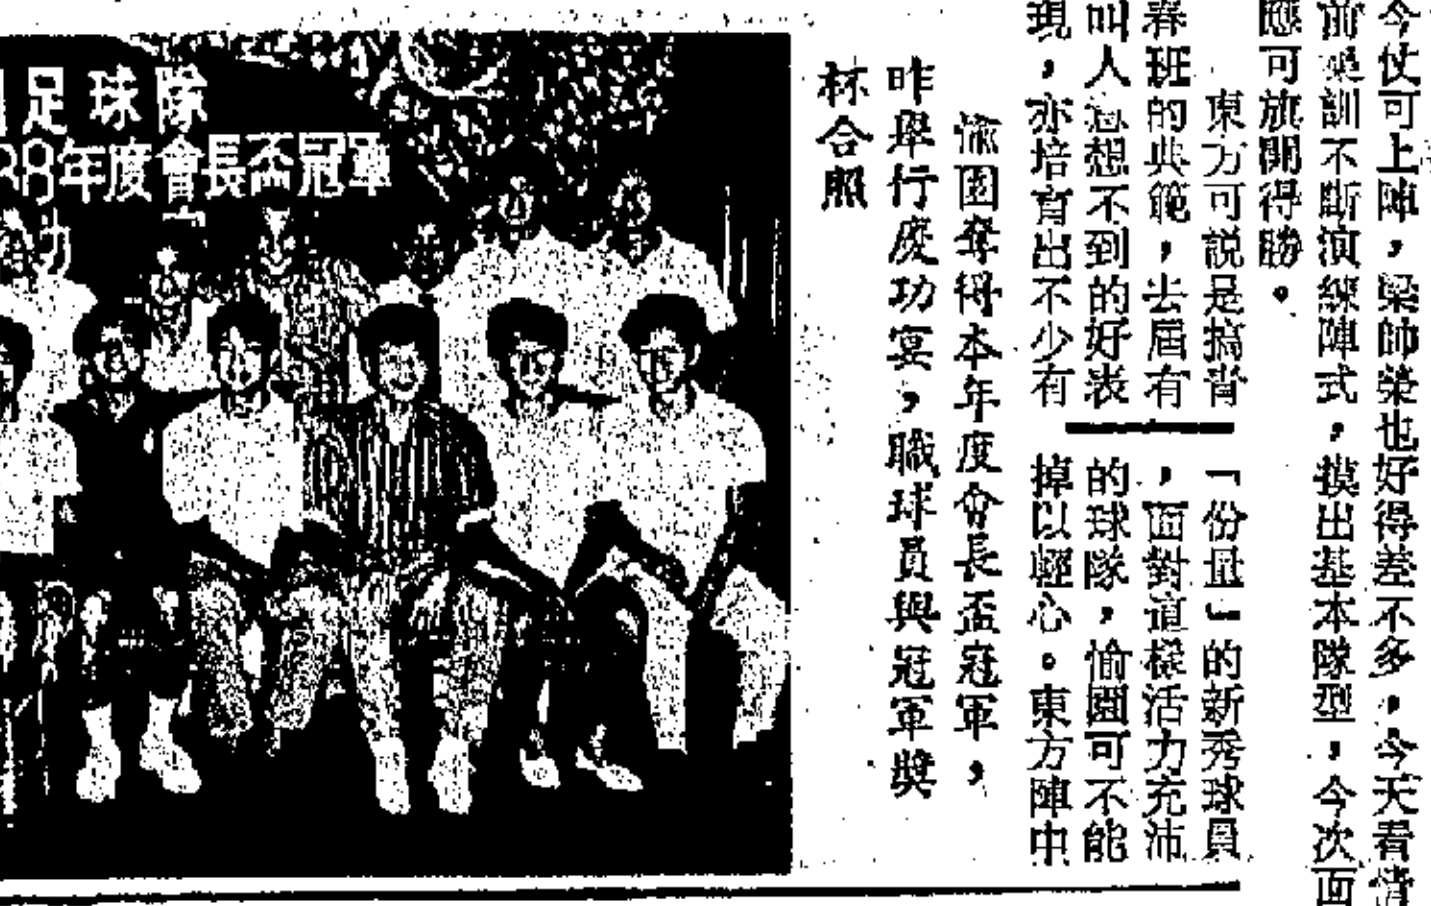 今仗可上陣，梁帥榮也好得差不多，今天看情
前操訓不斷演練陣式，摸出基本隊型，今次面
應可旗開得勝。
東方可説是搞青
春班的典範，去屆有
叫人意想不到的好表
現，亦培育出不少有
「份量」的新秀球員
，面對這樣活力充沛
的球隊，愉園可不能
掉以輕心。東方陣中
愉園奪得本年度會長盃冠軍，
昨舉行慶功宴，職球員與冠軍獎
杯合照
足球隊
88年度會長盃冠軍
功